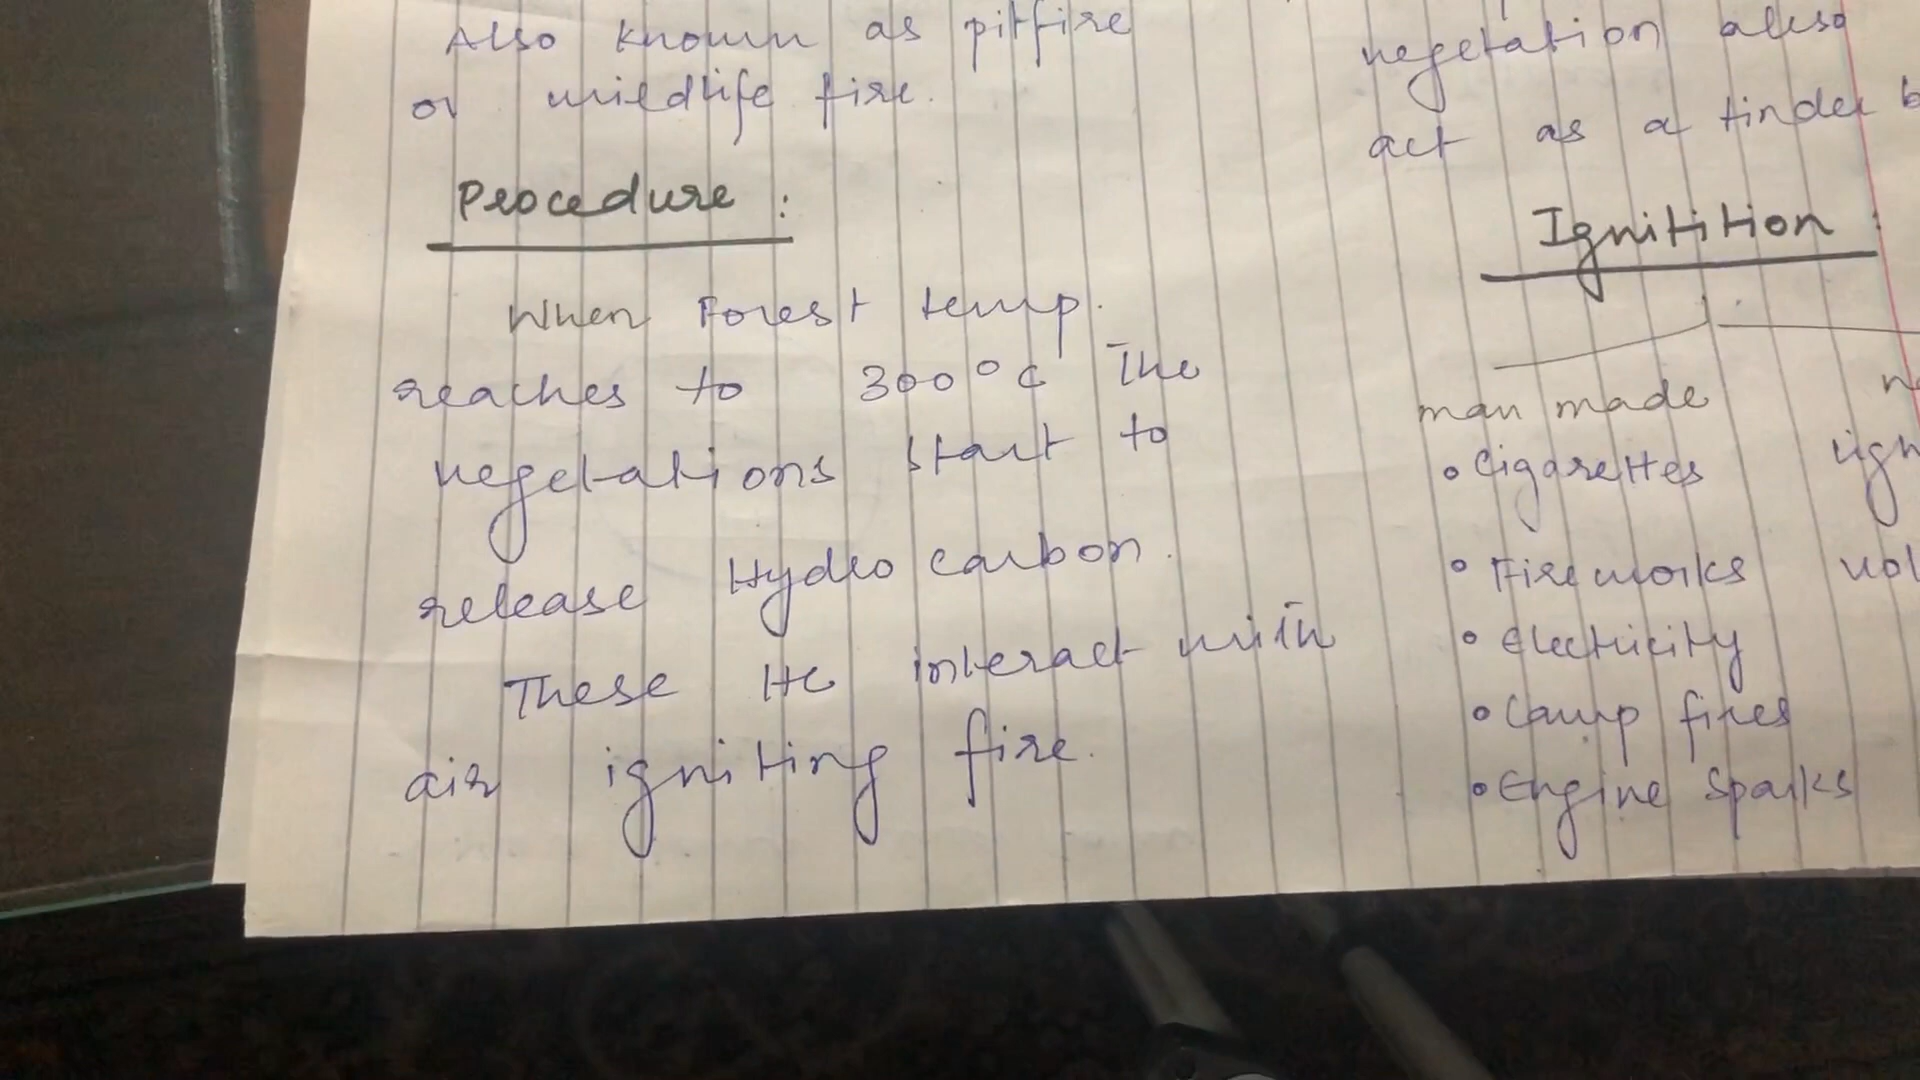 Also known as pitfire
or wildlife fire.
Procedure :
When Forest temp.
reaches to 300°C The
vegetations start to
release Hydro carbon.
These HC interact with
air igniting fire.
vegetation also
act as a tinder
Ignitition :
man made
• Cigarettes
• Fireworks
• Electricity
• Camp fires
• Engine Sparks